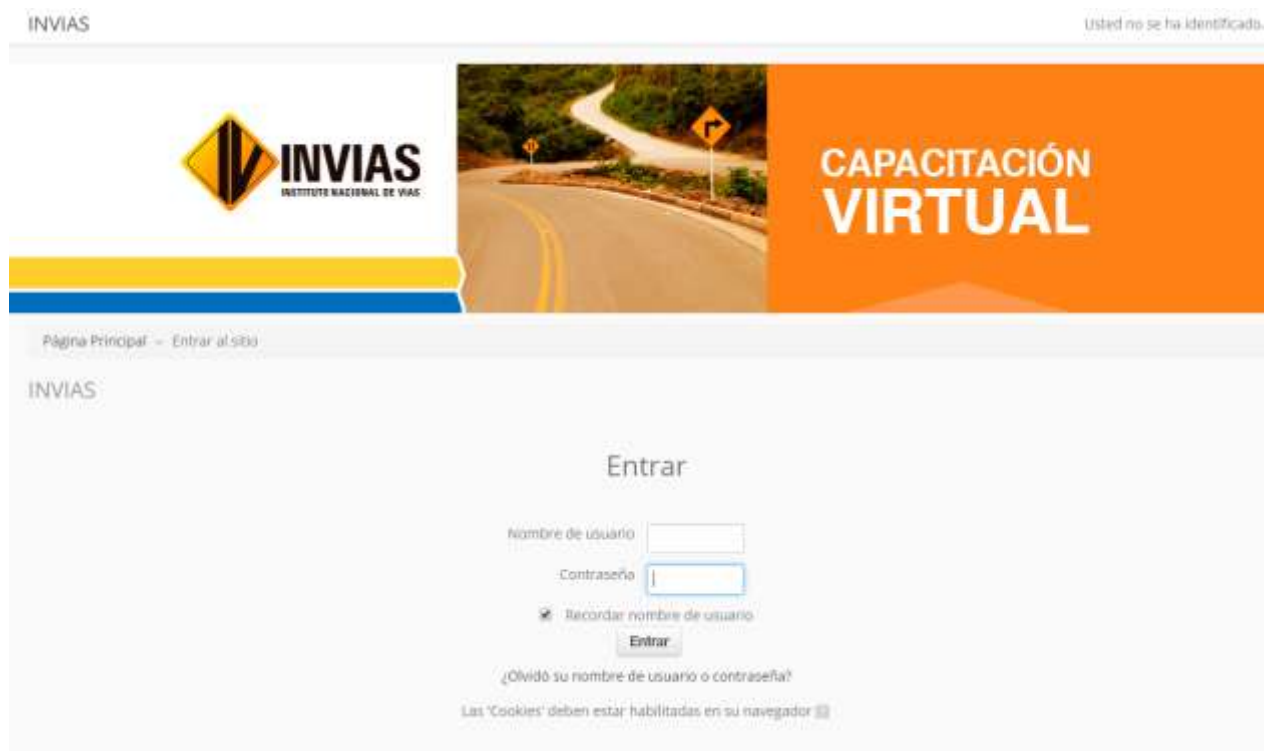 INVIAS
Usted no se ha identificado.
INVIAS
INSTITUTO NACIONAL DE VIAS
CAPACITACIÓN
VIRTUAL
Página Principal → Entrar al sitio
INVIAS
Entrar
Nombre de usuario
Contraseña
Recordar nombre de usuario
Entrar
¿Olvidó su nombre de usuario o contraseña?
Las 'Cookies' deben estar habilitadas en su navegador